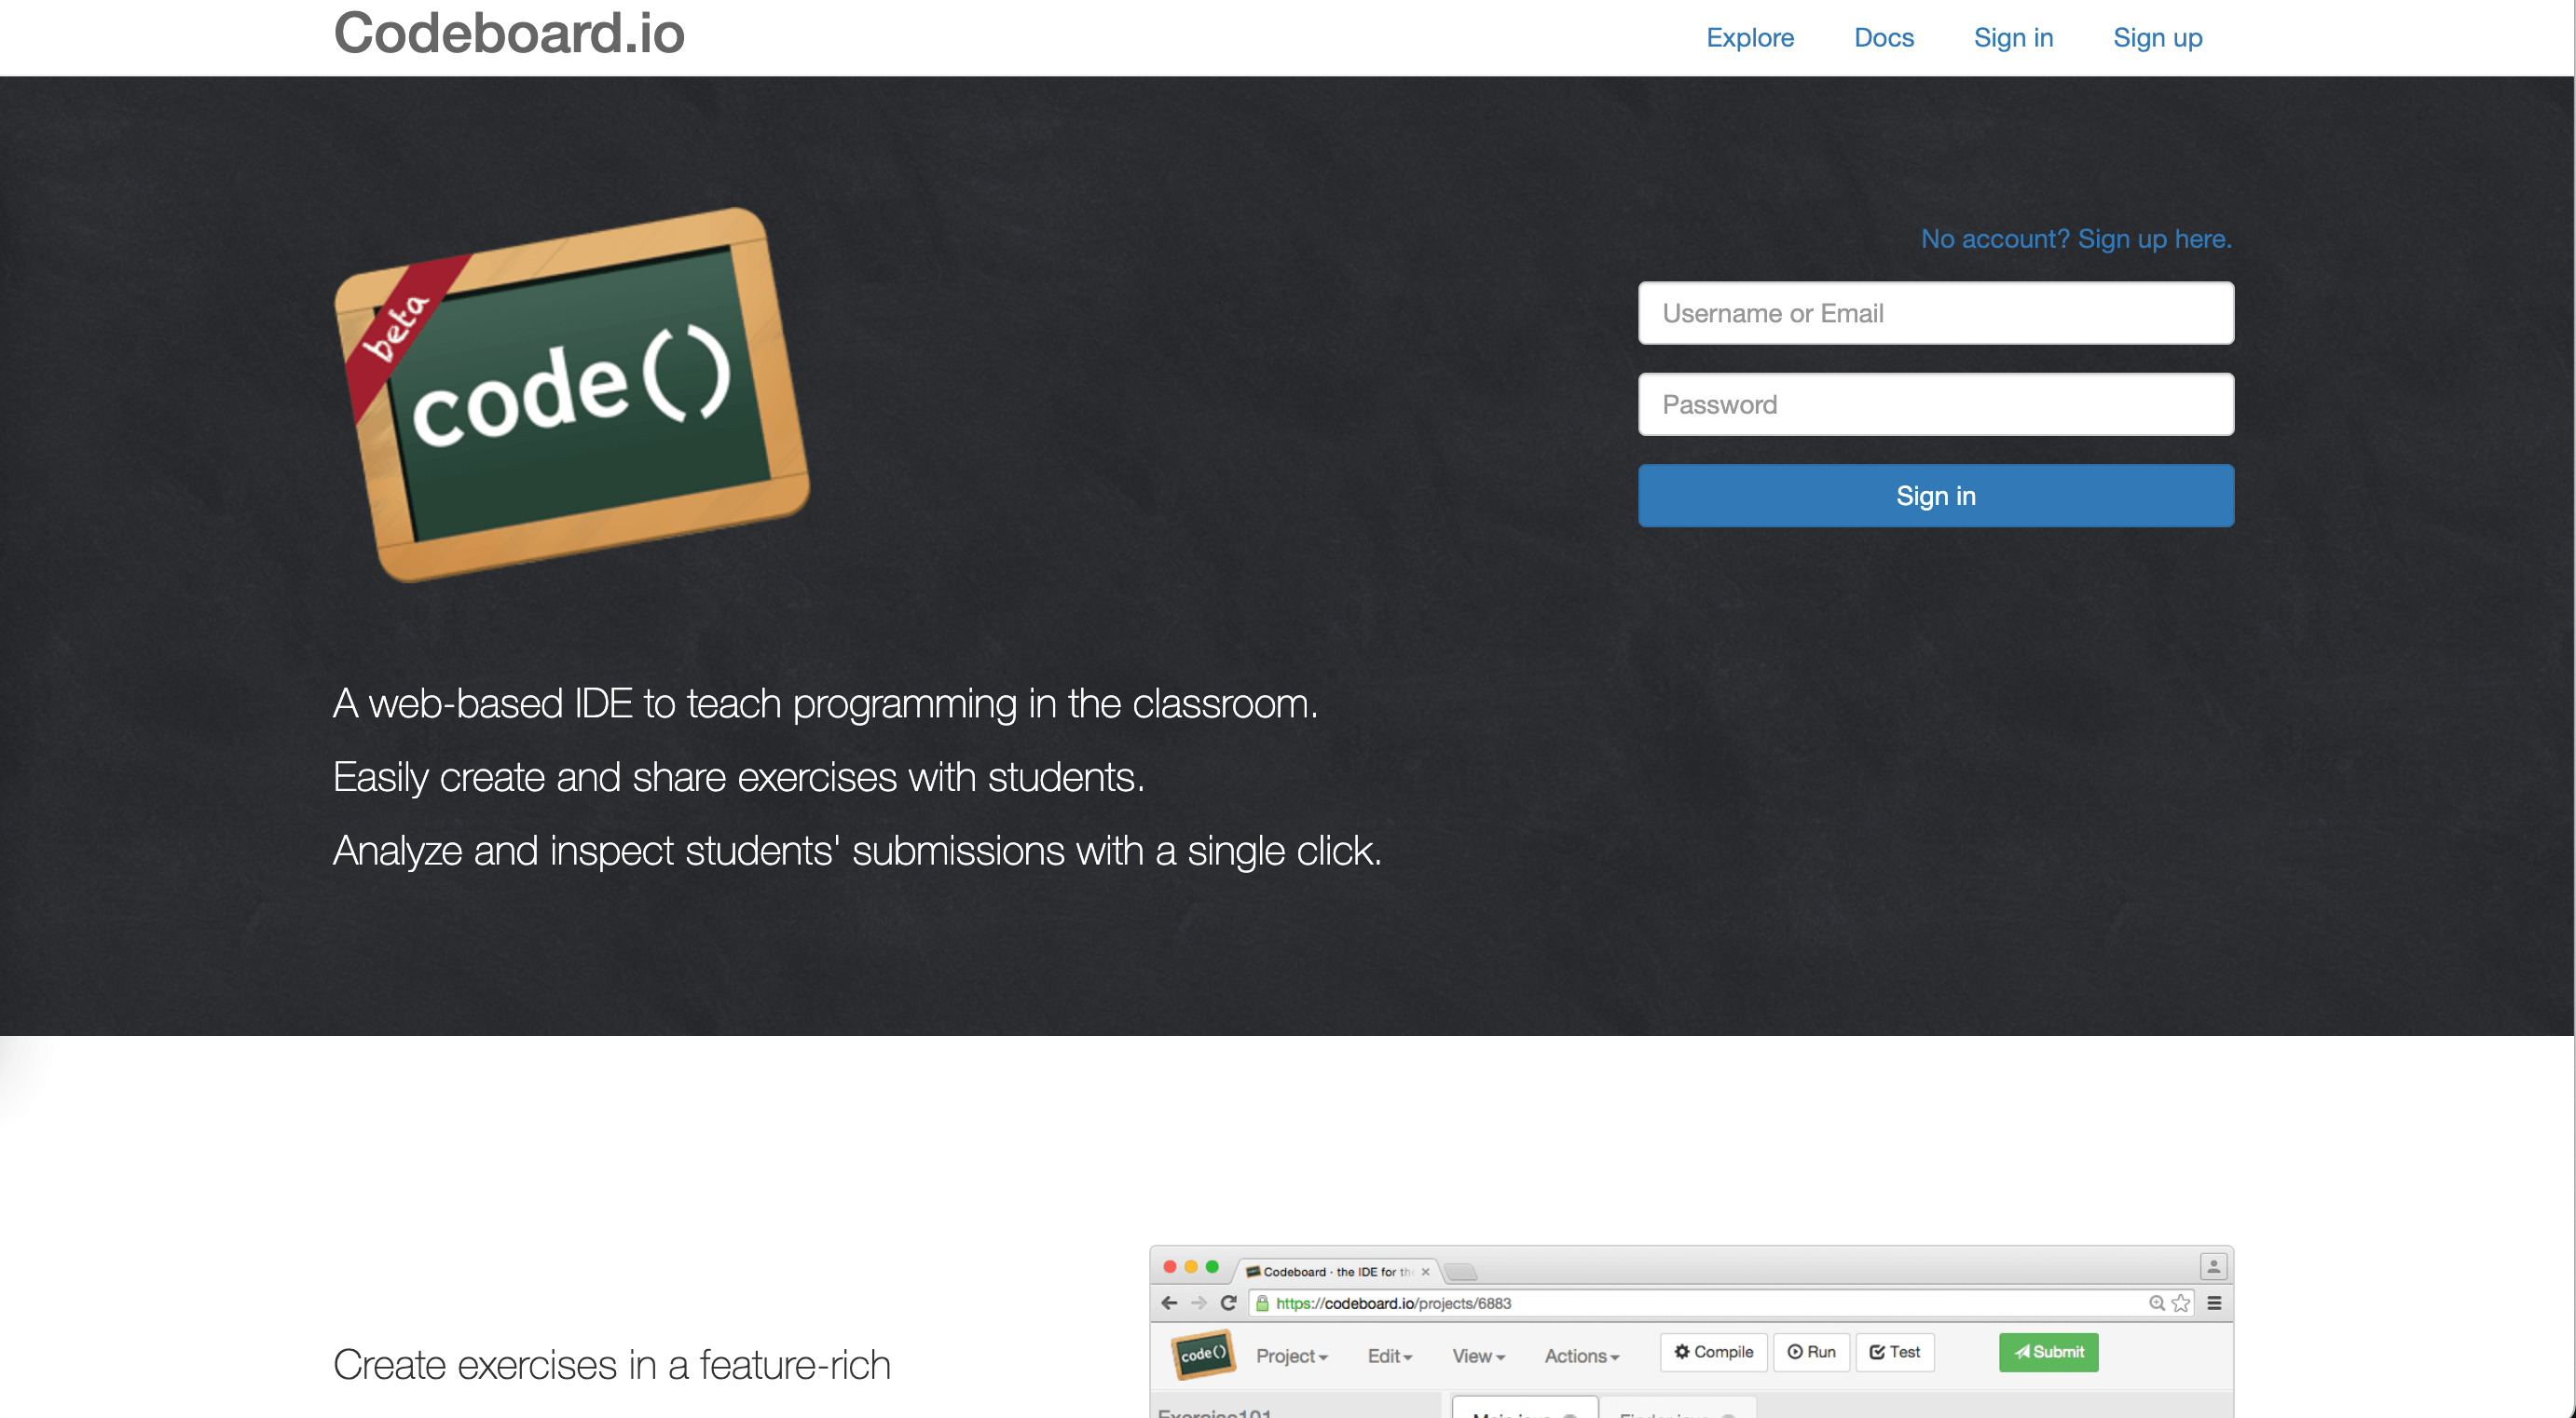 Codeboard.io
Explore Docs Sign in Sign up
beta
code()
No account? Sign up here.
Username or Email
Password
Sign in
A web-based IDE to teach programming in the classroom.
Easily create and share exercises with students.
Analyze and inspect students' submissions with a single click.
Create exercises in a feature-rich
Codeboard · the IDE for th
https://codeboard.io/projects/6883
code() Project Edit View Actions Compile Run Test Submit
Exercise101
Main.java